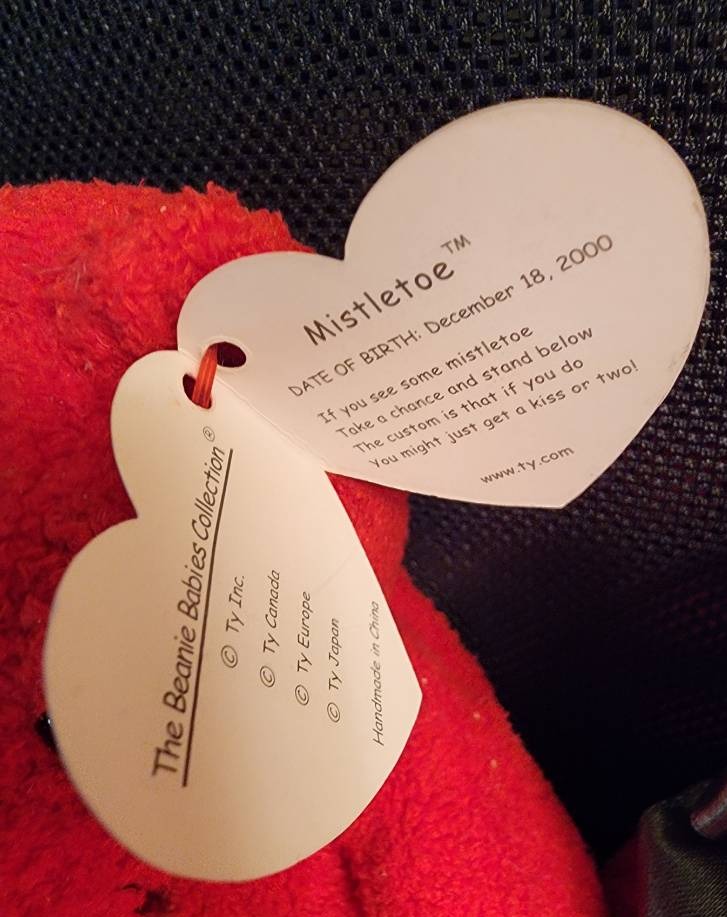 The Beanie Babies Collection®
© Ty Inc.
© Ty Canada
© Ty Europe
© Ty Japan
Handmade in China
Mistletoe™
DATE OF BIRTH: December 18, 2000
If you see some mistletoe
Take a chance and stand below
The custom is that if you do
You might just get a kiss or two!
www.ty.com